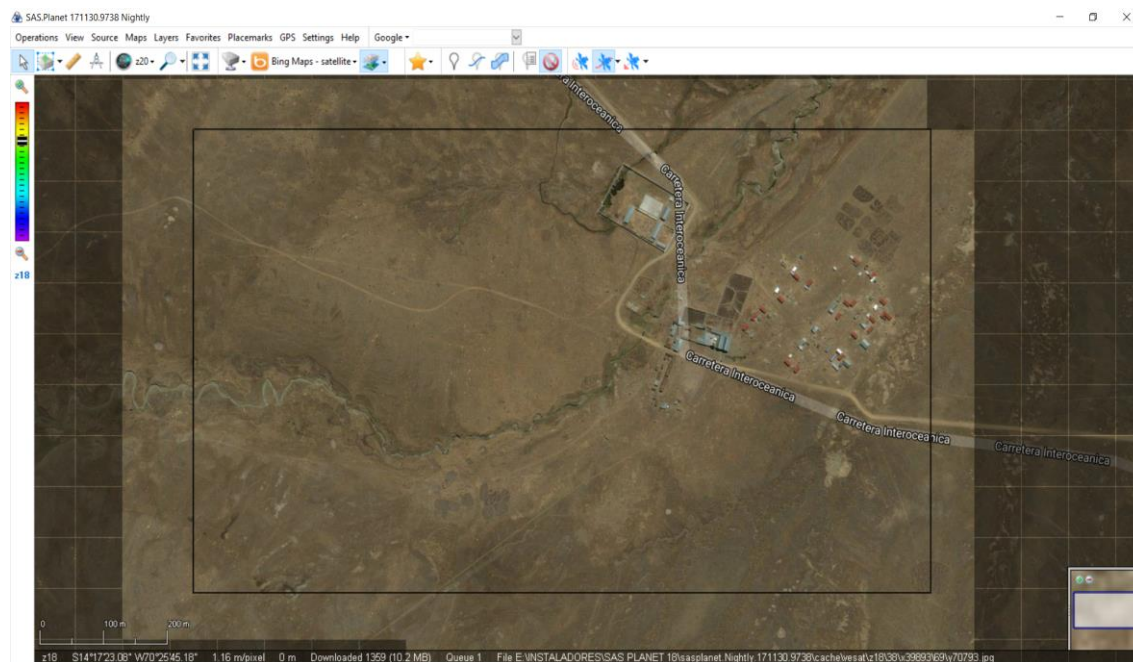 SAS.Planet 171130.9738 Nightly
Operations View Source Maps Layers Favorites Placemarks GPS Settings Help Google
z20 Bing Maps - satellite
z18
Carretera Interoceanica
Carretera Interoceanica
Carretera Interoceanica
Carretera Interoceanica
Carretera Interoceanica
0 100 m 200 m
z18 S14°17'23.08" W70°25'45.18" 1.16 m/pixel 0 m Downloaded 1359 (10.2 MB) Queue 1 File E:\INSTALADORES\SAS PLANET 18\sasplanet.Nightly.171130.9738\cache\vesat\z18\38\x39893\69\y70793.jpg